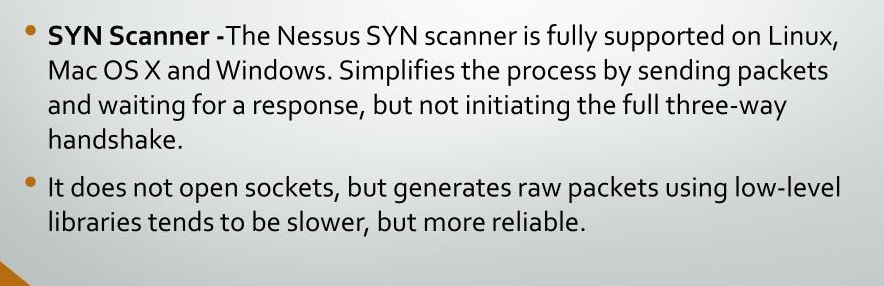 SYN Scanner -The Nessus SYN scanner is fully supported on Linux,
Mac OS X and Windows. Simplifies the process by sending packets
and waiting for a response, but not initiating the full three-way
handshake.
It does not open sockets, but generates raw packets using low-level
libraries tends to be slower, but more reliable.